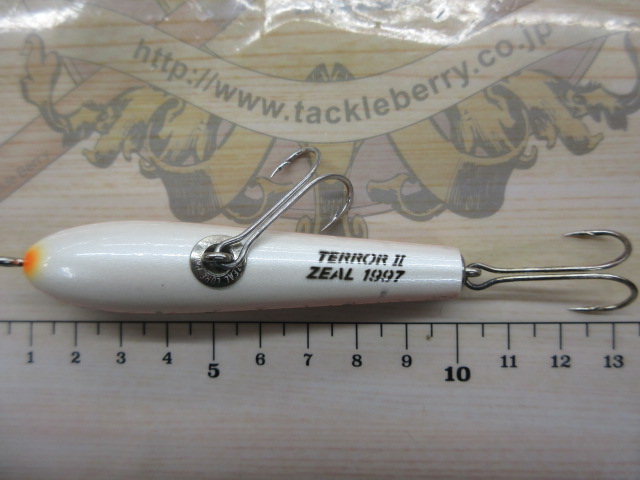 http://www.tackleberry.co.jp
TERROR II
ZEAL 1997
1 2 3 4 5 6 7 8 9 10 11 12 13